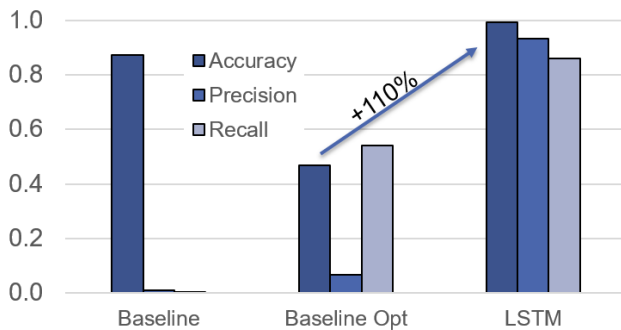 1.0
0.8
0.6
0.4
0.2
0.0
Accuracy
Precision
Recall
+110%
Baseline
Baseline Opt
LSTM